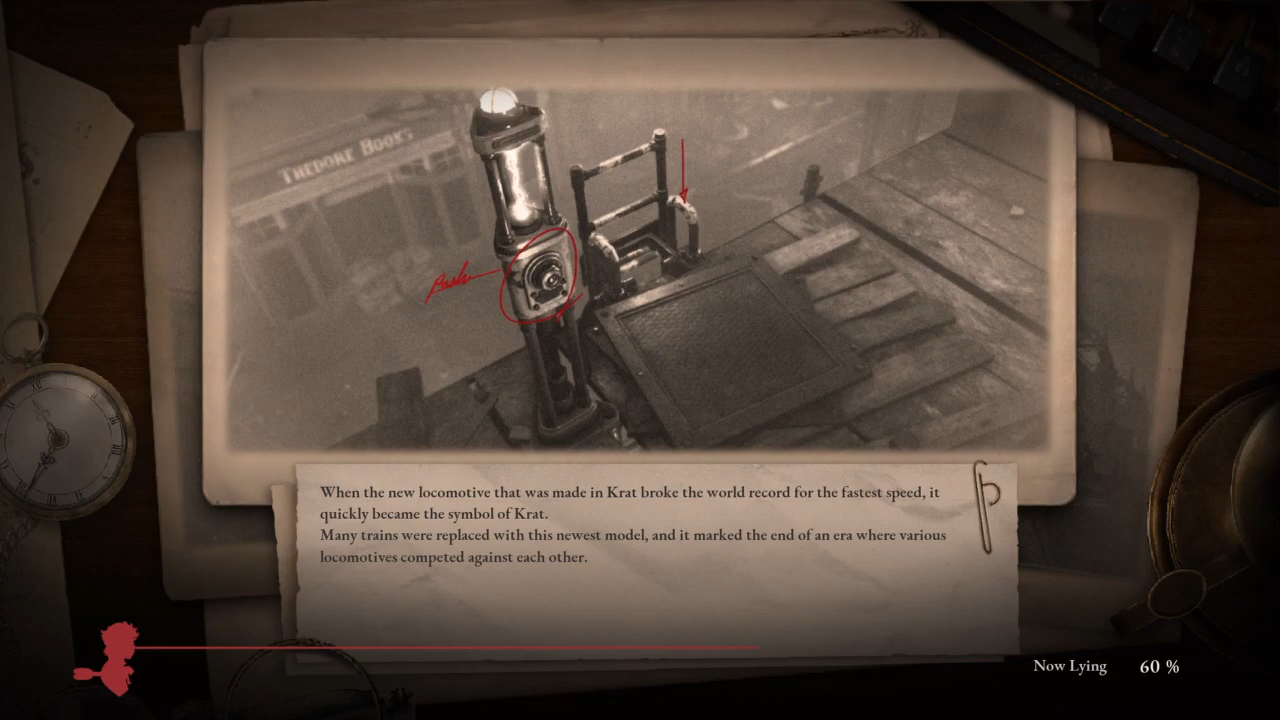 THEDORE BOOKS
Push
When the new locomotive that was made in Krat broke the world record for the fastest speed, it
quickly became the symbol of Krat.
Many trains were replaced with this newest model, and it marked the end of an era where various
locomotives competed against each other.
Now Lying 60 %